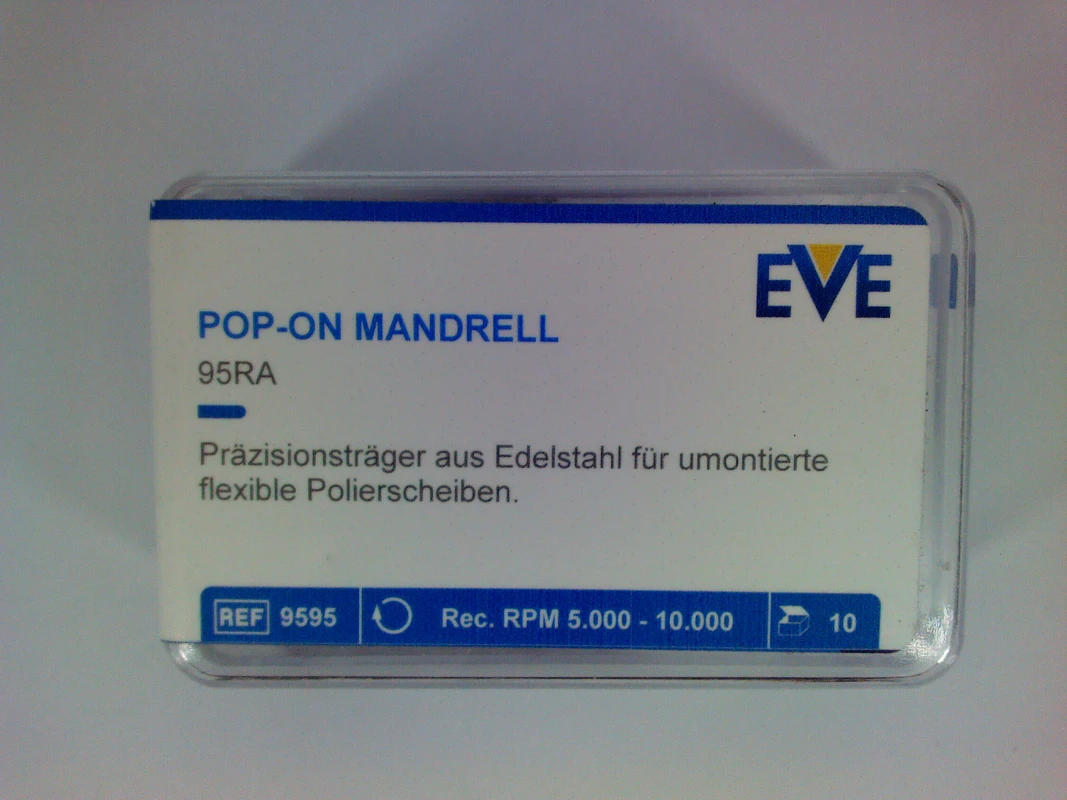 EVE
POP-ON MANDRELL
95RA
Präzisionsträger aus Edelstahl für umontierte
flexible Polierscheiben.
REF 9595 Rec. RPM 5.000 - 10.000 10